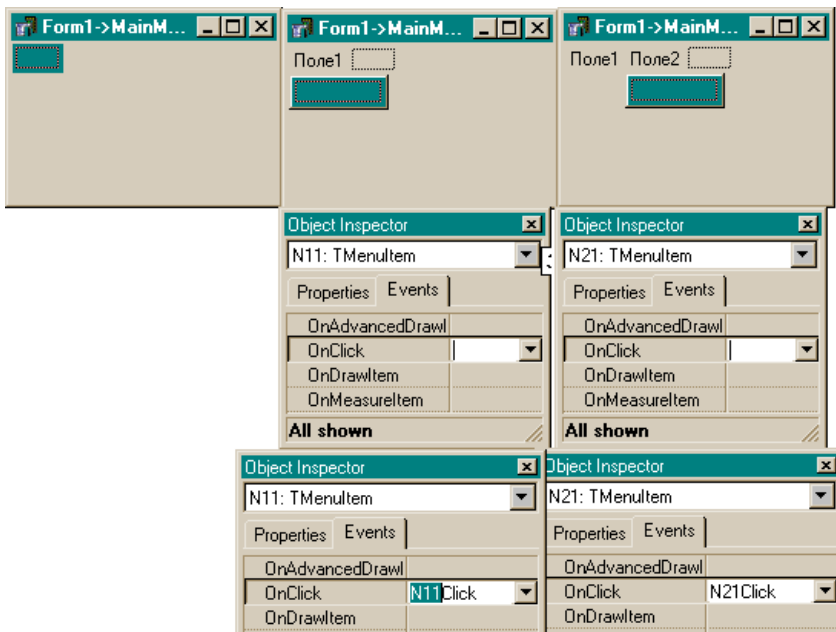 Form1->MainM...
Form1->MainM...
Form1->MainM...
Поле1
Поле1 Поле2
Object Inspector
N11: TMenuItem
Properties Events
OnAdvancedDrawI
OnClick
OnDrawItem
OnMeasureItem
All shown
Object Inspector
N21: TMenuItem
Properties Events
OnAdvancedDrawI
OnClick
OnDrawItem
OnMeasureItem
All shown
Object Inspector
N11: TMenuItem
Properties Events
OnAdvancedDrawI
OnClick N11Click
OnDrawItem
Object Inspector
N21: TMenuItem
Properties Events
OnAdvancedDrawI
OnClick N21Click
OnDrawItem